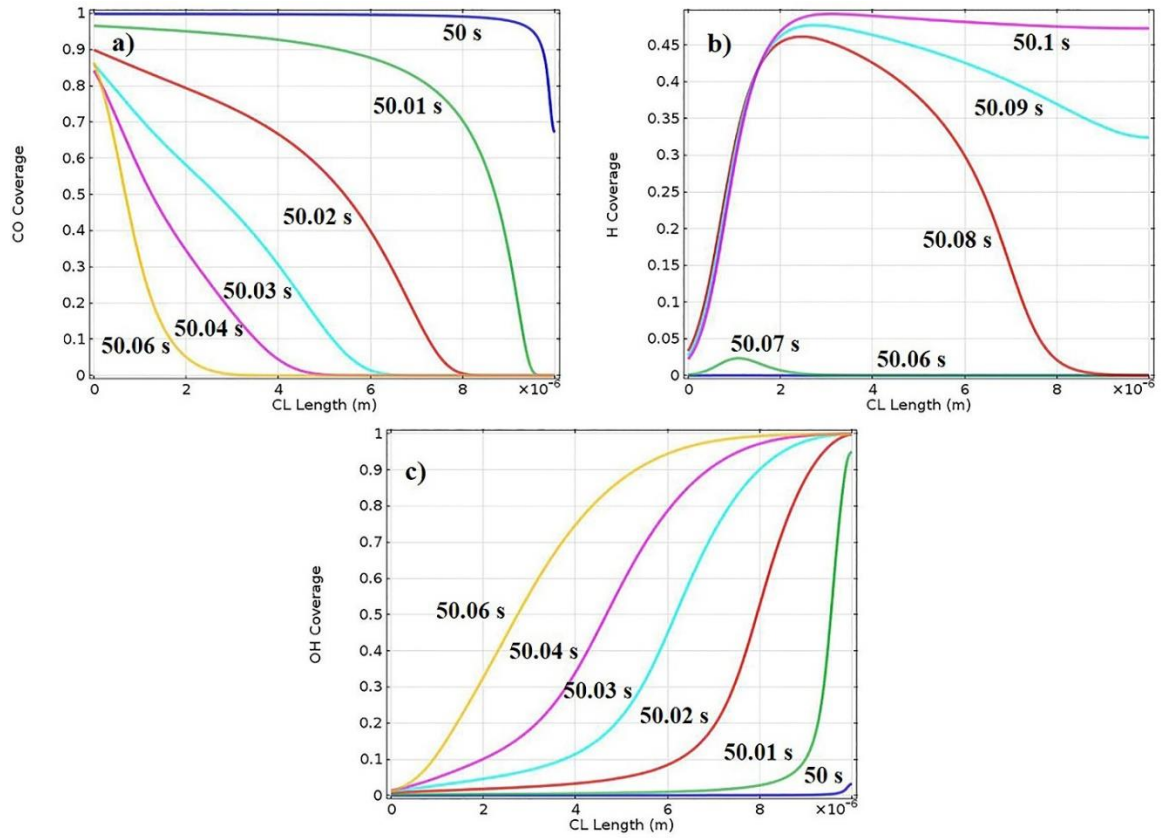 a)
50 s
50.01 s
50.02 s
50.03 s
50.04 s
50.06 s
1
0.9
0.8
0.7
0.6
0.5
0.4
0.3
0.2
0.1
0
CO Coverage
0 2 4 6 8 ×10⁻⁶
CL Length (m)
b)
50.1 s
50.09 s
50.08 s
50.07 s
50.06 s
0.45
0.4
0.35
0.3
0.25
0.2
0.15
0.1
0.05
0
H Coverage
0 2 4 6 8 ×10⁻⁶
CL Length (m)
c)
50.06 s
50.04 s
50.03 s
50.02 s
50.01 s
50 s
1
0.9
0.8
0.7
0.6
0.5
0.4
0.3
0.2
0.1
0
OH Coverage
0 2 4 6 8 ×10⁻⁶
CL Length (m)